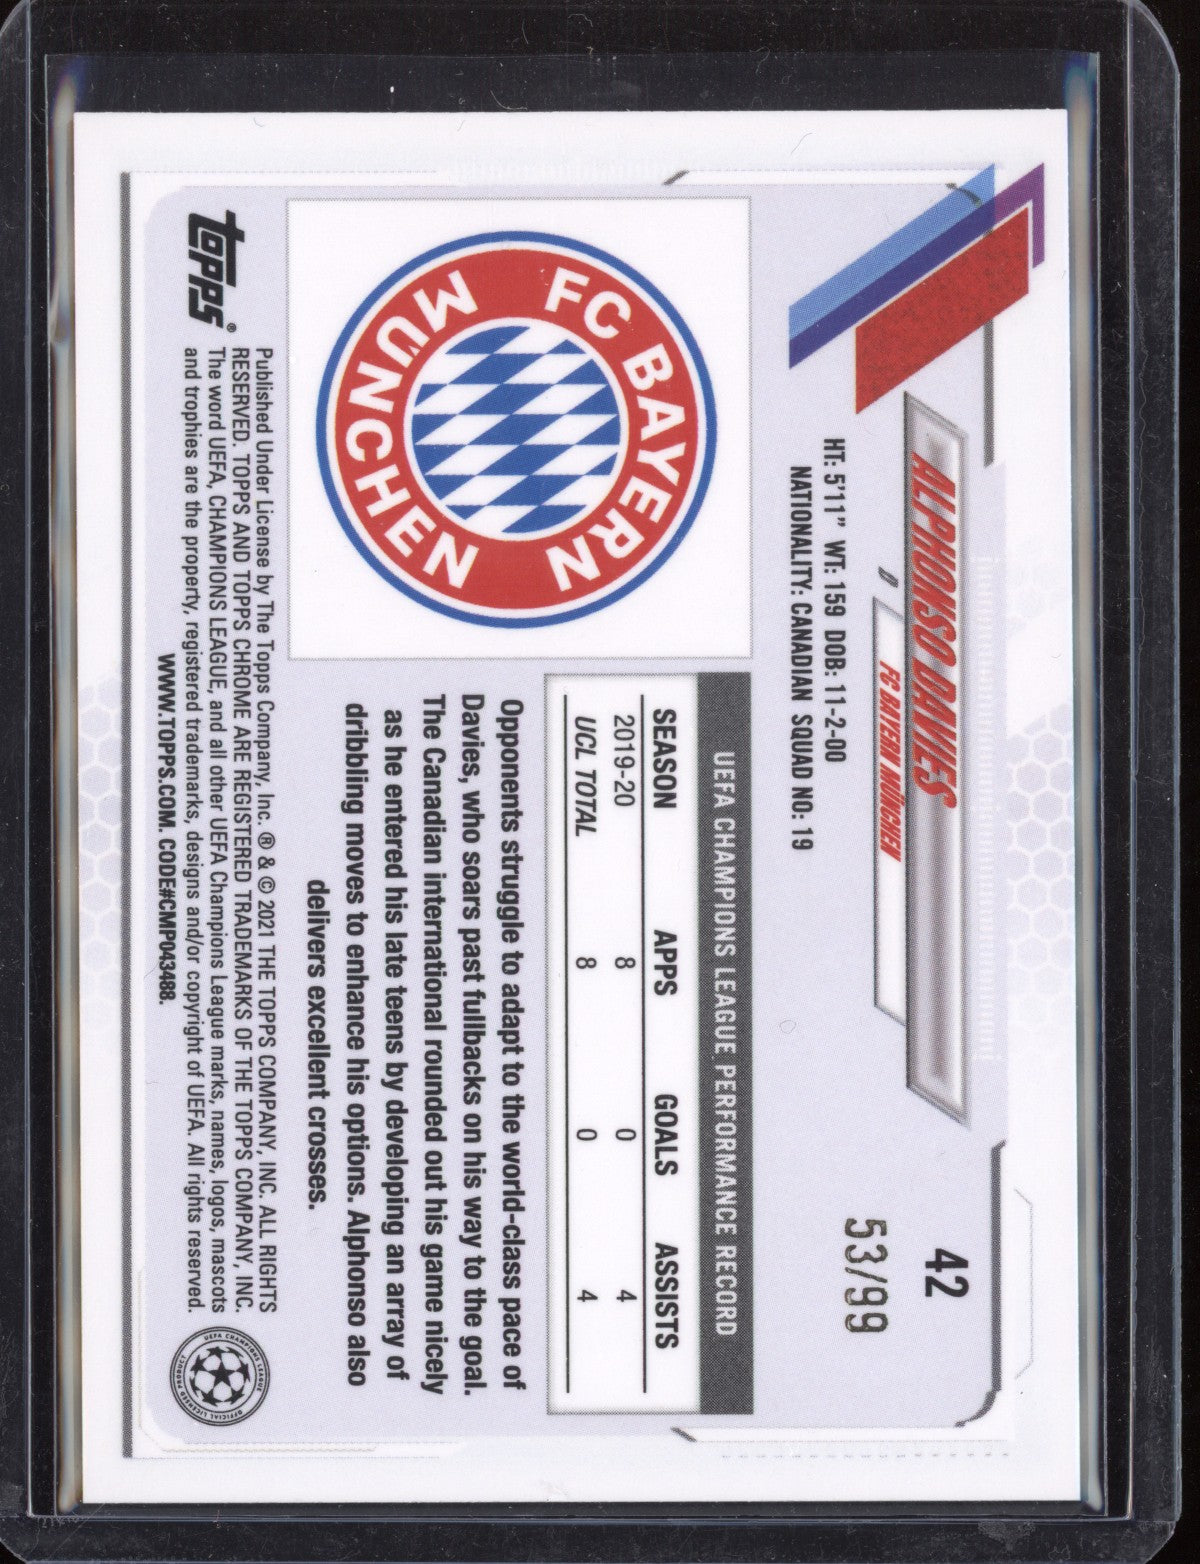 42
53/99
ALPHONSO DAVIES
D
FC BAYERN MÜNCHEN
HT: 5'11" WT: 159 DOB: 11-2-00
NATIONALITY: CANADIAN SQUAD NO: 19
FC BAYERN
MÜNCHEN
UEFA CHAMPIONS LEAGUE PERFORMANCE RECORD
SEASON APPS GOALS ASSISTS
2019-20 8 0 4
UCL TOTAL 8 0 4
Opponents struggle to adapt to the world-class pace of
Davies, who soars past fullbacks on his way to the goal.
The Canadian international rounded out his game nicely
as he entered his late teens by developing an array of
dribbling moves to enhance his options. Alphonso also
delivers excellent crosses.
Topps®
Published Under License by The Topps Company, Inc. ® & © 2021 THE TOPPS COMPANY, INC. ALL RIGHTS
RESERVED. TOPPS AND TOPPS CHROME ARE REGISTERED TRADEMARKS OF THE TOPPS COMPANY, INC.
The word UEFA, CHAMPIONS LEAGUE, and all other UEFA Champions League marks, names, logos, mascots
and trophies are the property, registered trademarks, designs and/or copyright of UEFA. All rights reserved.
WWW.TOPPS.COM. CODE#CMP043488.
UEFA CHAMPIONS LEAGUE
OFFICIAL LICENSED PRODUCT